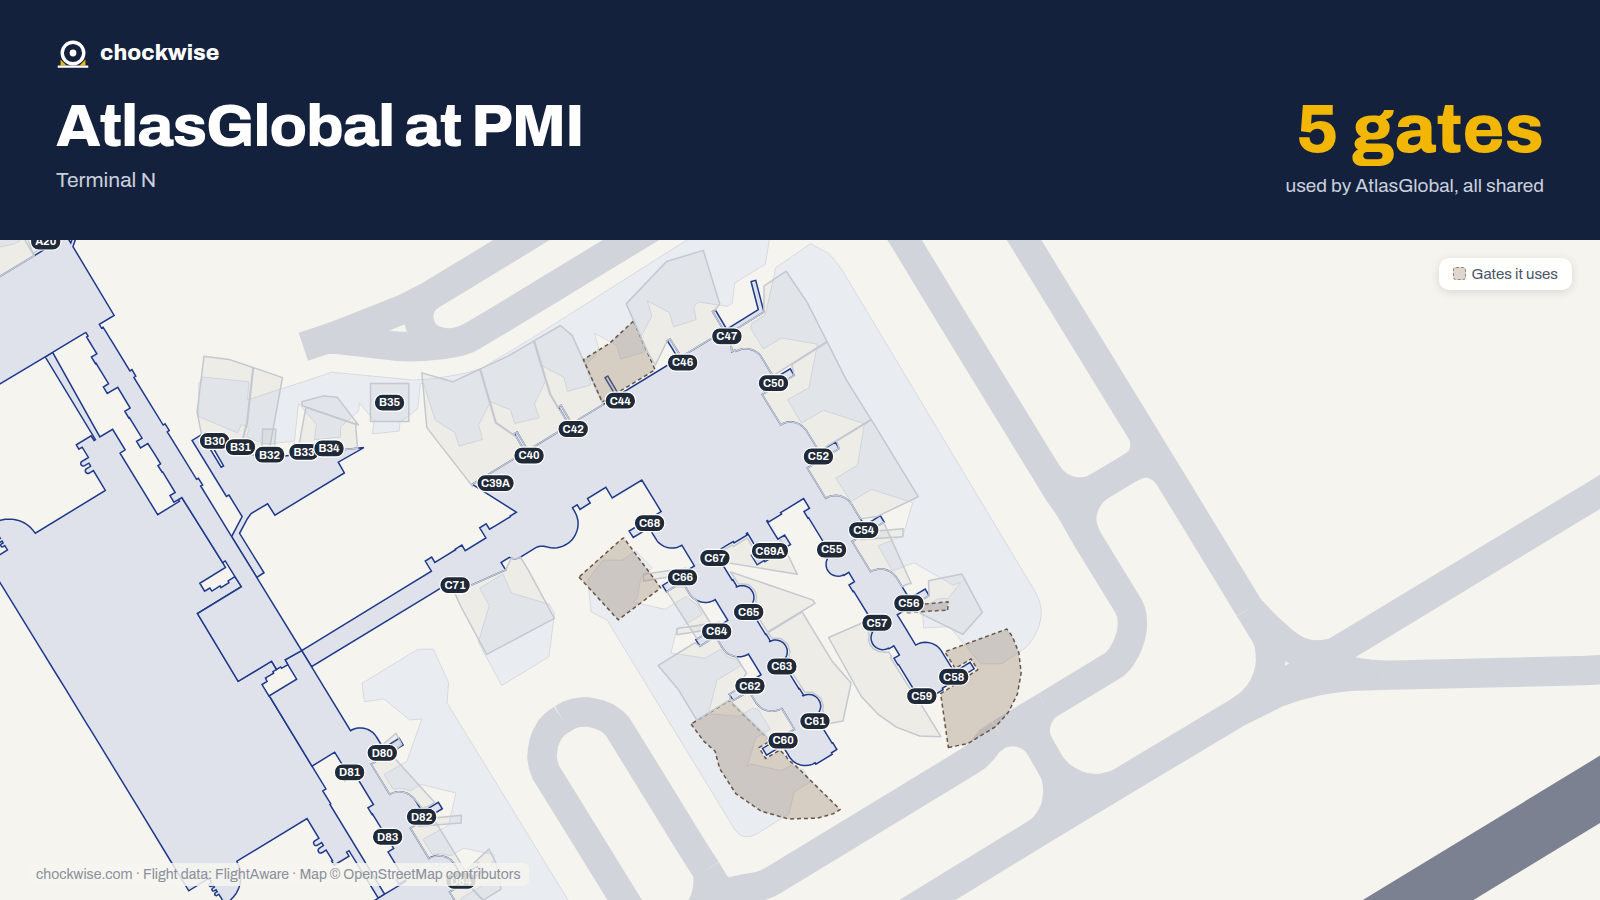 chockwise
AtlasGlobal at PMI
Terminal N
5 gates
used by AtlasGlobal, all shared
Gates it uses
A20
B30
B31
B32
B33
B34
B35
C39A
C40
C42
C44
C46
C47
C50
C52
C54
C55
C56
C57
C58
C59
C60
C61
C62
C63
C64
C65
C66
C67
C68
C69A
C71
D80
D81
D82
D83
chockwise.com · Flight data: FlightAware · Map © OpenStreetMap contributors